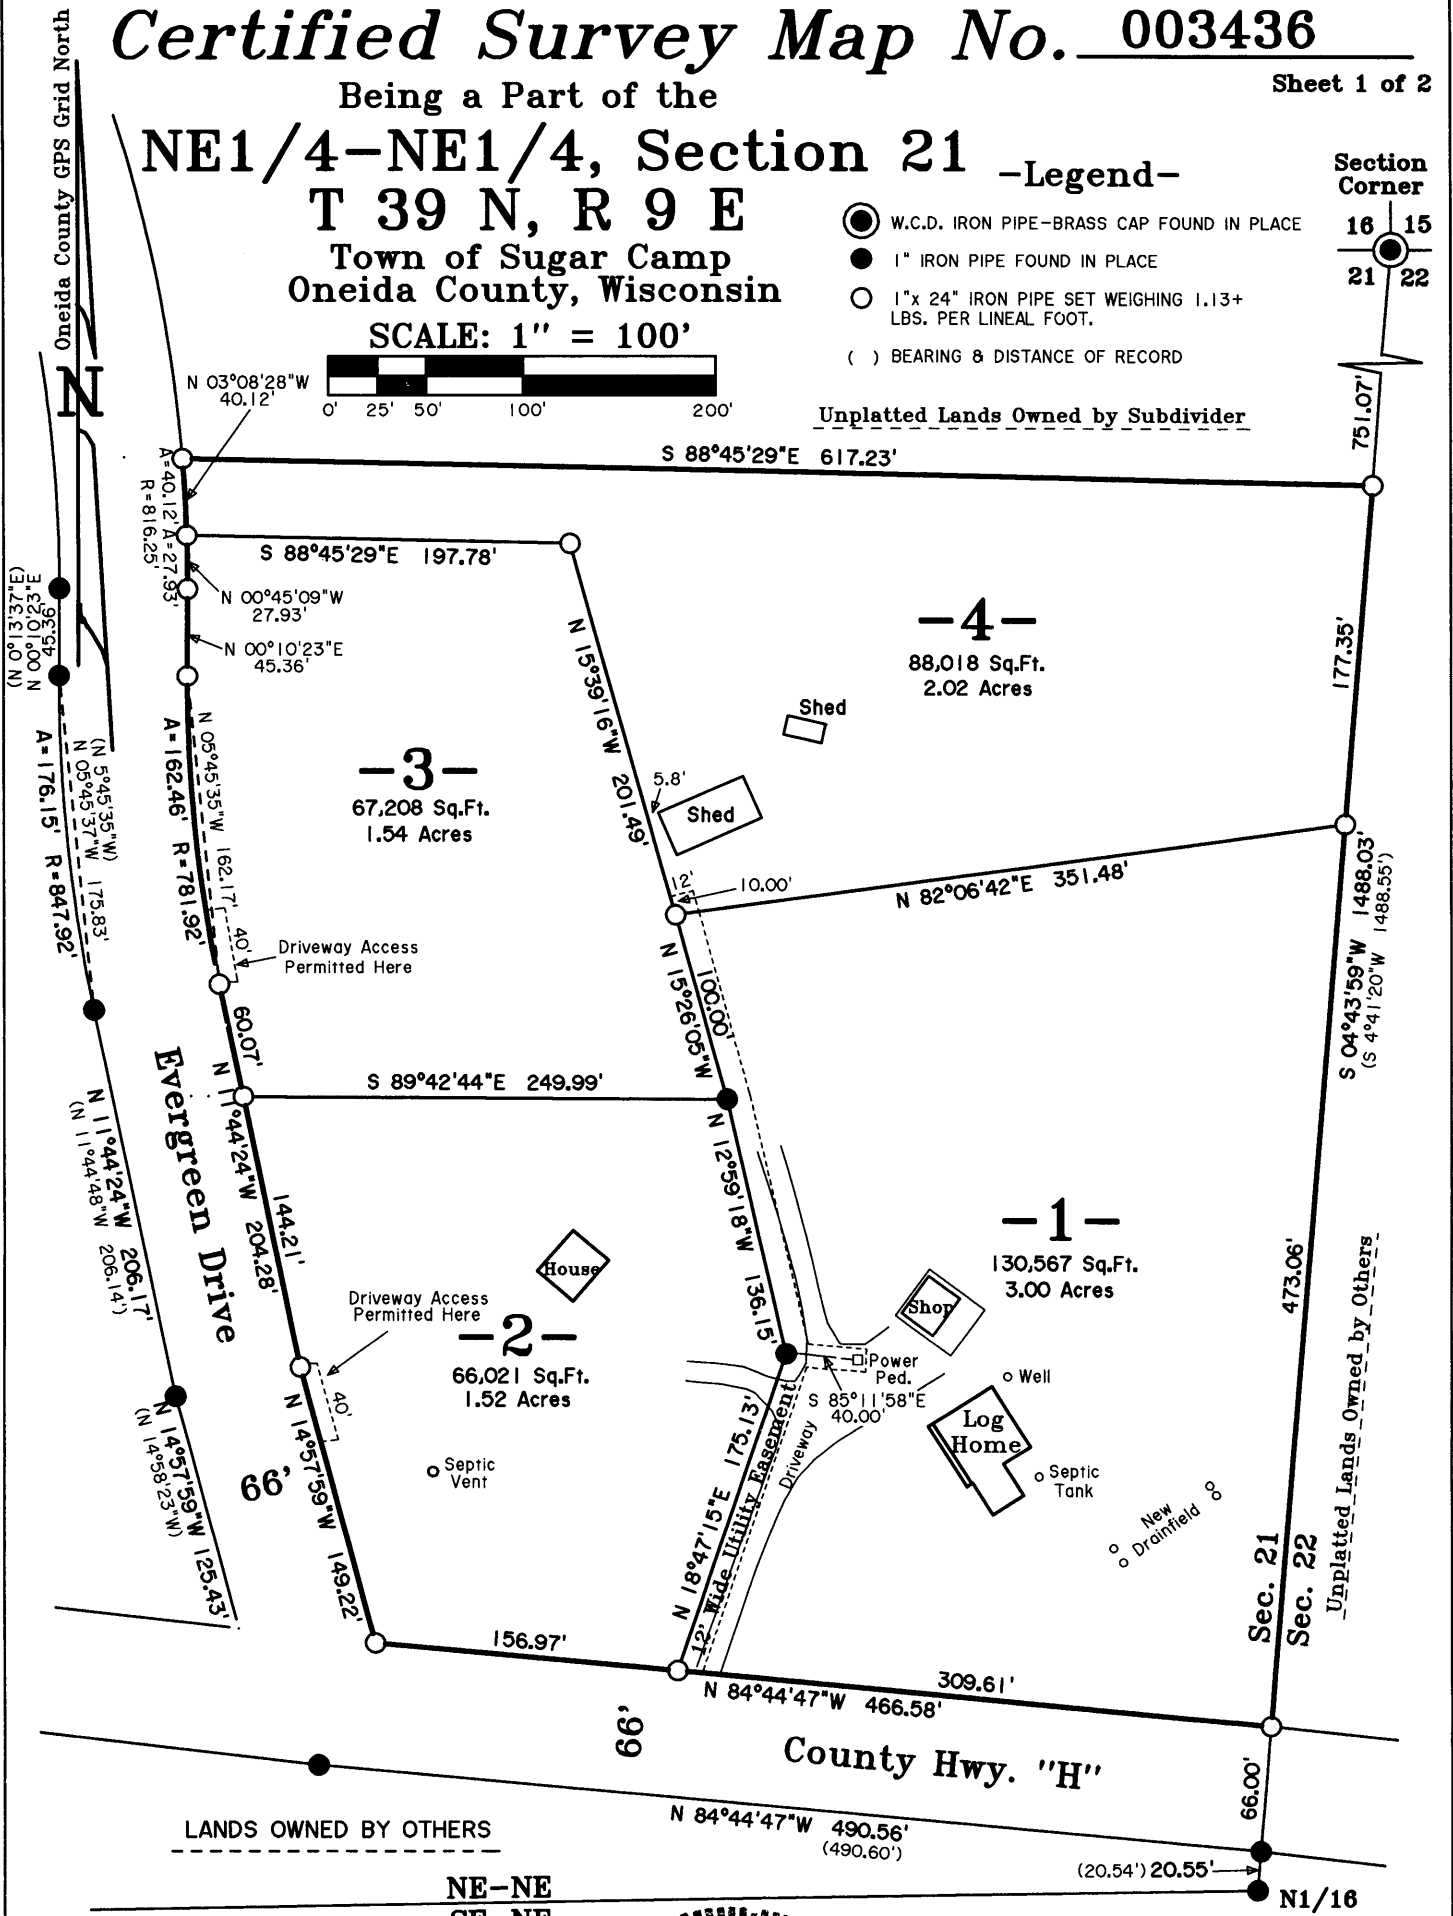 Certified Survey Map No. 003436
Sheet 1 of 2
Being a Part of the
NE1/4-NE1/4, Section 21
T 39 N, R 9 E
Town of Sugar Camp
Oneida County, Wisconsin
SCALE: 1" = 100'
0' 25' 50' 100' 200'
Oneida County GPS Grid North
N
-Legend-
W.C.D. IRON PIPE-BRASS CAP FOUND IN PLACE
1" IRON PIPE FOUND IN PLACE
1"x 24" IRON PIPE SET WEIGHING 1.13+
LBS. PER LINEAL FOOT.
( ) BEARING & DISTANCE OF RECORD
Section
Corner
16 15
21 22
Unplatted Lands Owned by Subdivider
751.07'
N 03°08'28"W
40.12'
S 88°45'29"E 617.23'
A=40.12'
R=816.25'
A=27.93'
S 88°45'29"E 197.78'
N 00°45'09"W
27.93'
N 00°10'23"E
45.36'
(N 0°13'37"E)
N 00°10'23"E
45.36'
N 15°39'16"W 201.49'
-4-
88,018 Sq.Ft.
2.02 Acres
177.35'
Shed
5.8'
Shed
-3-
67,208 Sq.Ft.
1.54 Acres
N 05°45'35"W 162.17'
A=162.46' R=781.92'
(N 5°45'35"W)
N 05°45'37"W 175.83'
A=176.15' R=847.92'
12'
10.00'
N 82°06'42"E 351.48'
40'
Driveway Access
Permitted Here
N 15°26'05"W
100.00'
S 04°43'59"W 1488.03'
(S 4°41'20"W 1488.55')
60.07'
S 89°42'44"E 249.99'
N 11°44'24"W 204.28'
144.21'
Evergreen Drive
N 11°44'24"W 206.17'
(N 11°44'48"W 206.14')
N 12°59'18"W 136.15'
-1-
130,567 Sq.Ft.
3.00 Acres
473.06'
House
Shop
Driveway Access
Permitted Here
-2-
66,021 Sq.Ft.
1.52 Acres
40'
Power
Ped.
S 85°11'58"E
40.00'
Well
Log
Home
Septic
Tank
Septic
Vent
New
Drainfield
N 14°57'59"W 149.22'
66'
N 14°57'59"W 125.43'
(N 14°58'23"W)
N 18°47'15"E 175.13'
12' Wide Utility Easement
Driveway
Sec. 21
Sec. 22
Unplatted Lands Owned by Others
156.97'
309.61'
N 84°44'47"W 466.58'
66'
County Hwy. "H"
66.00'
N 84°44'47"W 490.56'
(490.60')
(20.54') 20.55'
N1/16
LANDS OWNED BY OTHERS
NE-NE
SE-NE